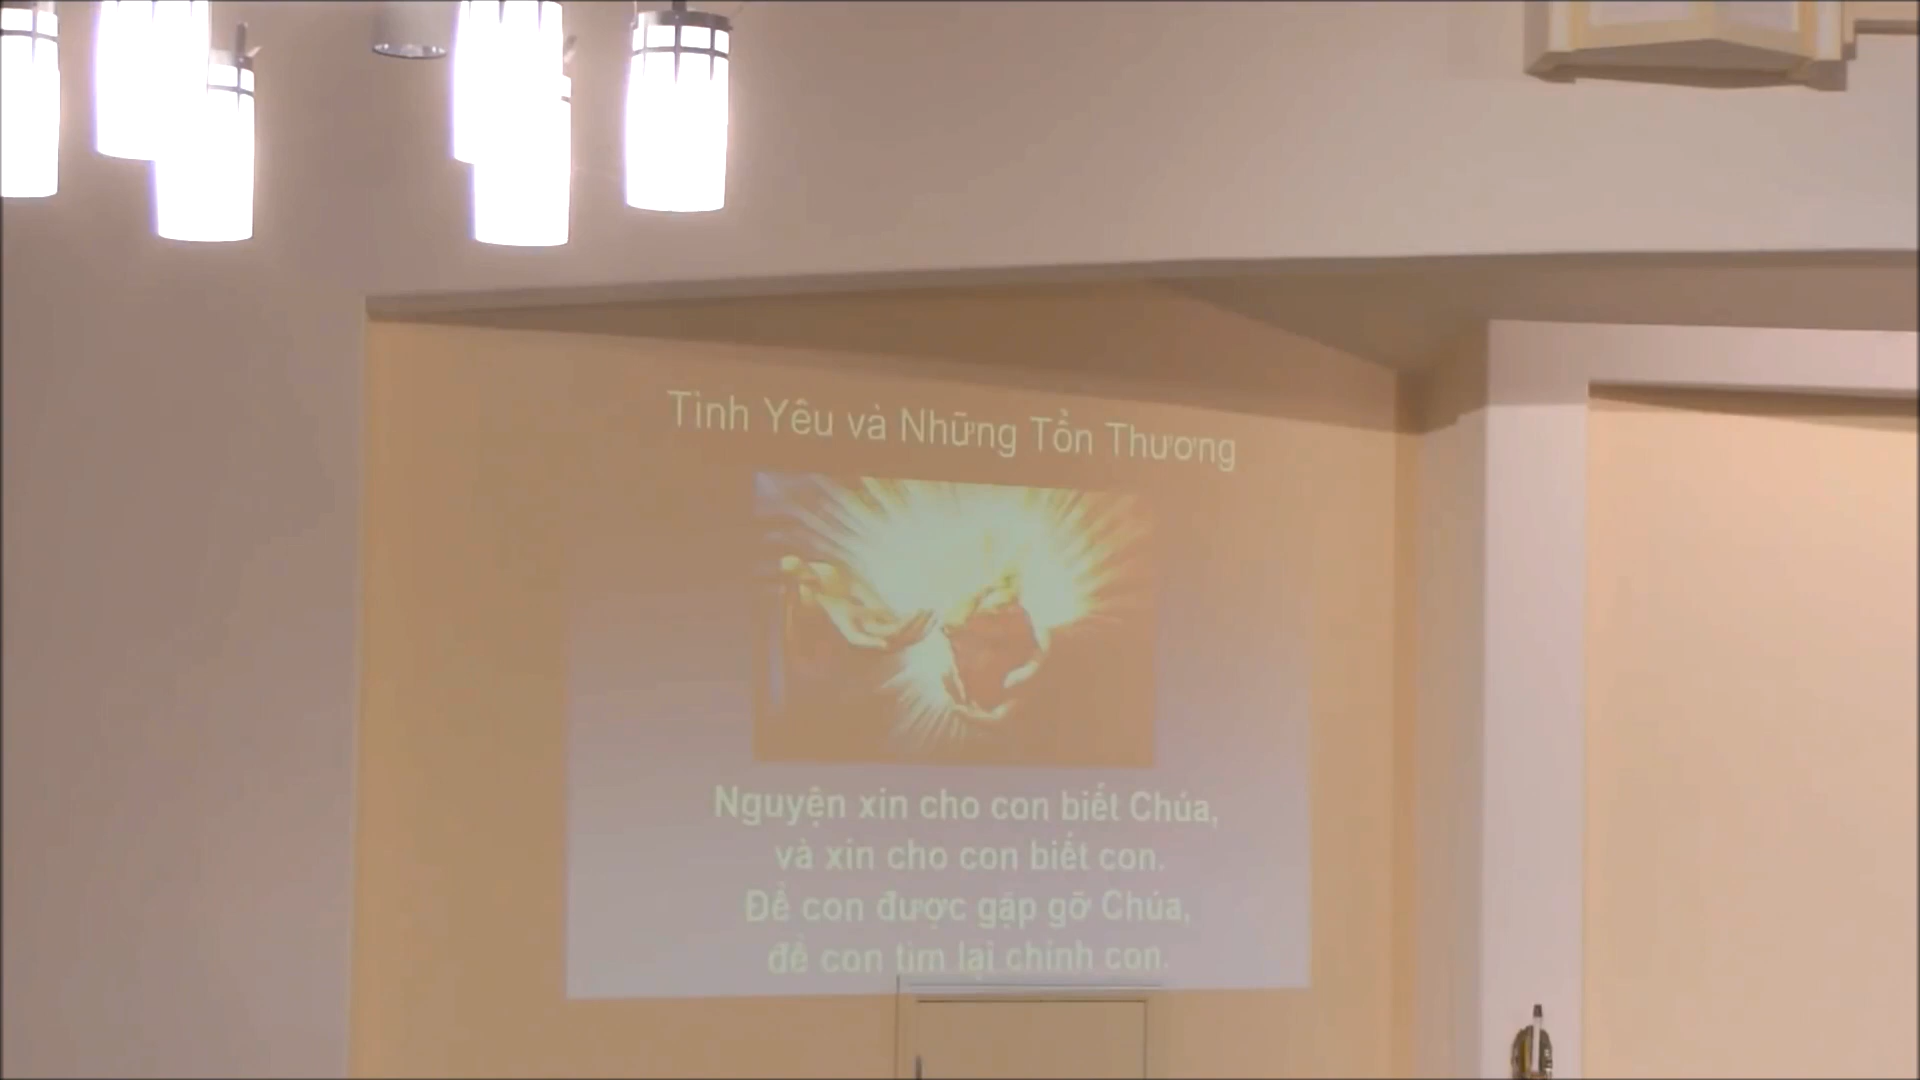 Tình Yêu và Những Tổn Thương
Nguyện xin cho con biết Chúa,
và xin cho con biết con.
Để con được gặp gỡ Chúa,
để con tìm lại chính con.